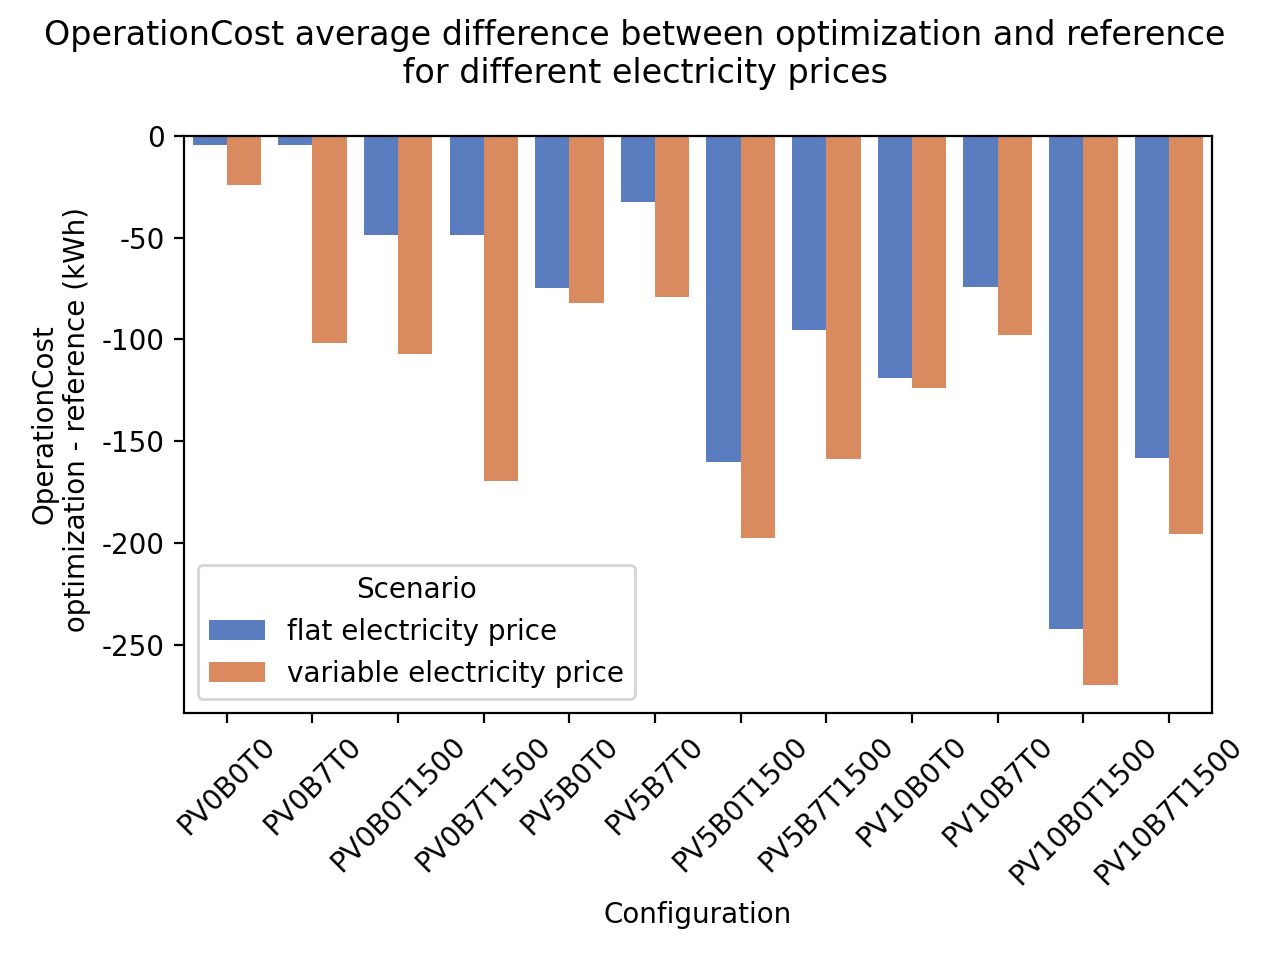 OperationCost average difference between optimization and reference
for different electricity prices
0
-50
-100
-150
-200
-250
OperationCost
optimization - reference (kWh)
Scenario
flat electricity price
variable electricity price
PV0B0T0
PV0B7T0
PV0B0T1500
PV0B7T1500
PV5B0T0
PV5B7T0
PV5B0T1500
PV5B7T1500
PV10B0T0
PV10B7T0
PV10B0T1500
PV10B7T1500
Configuration